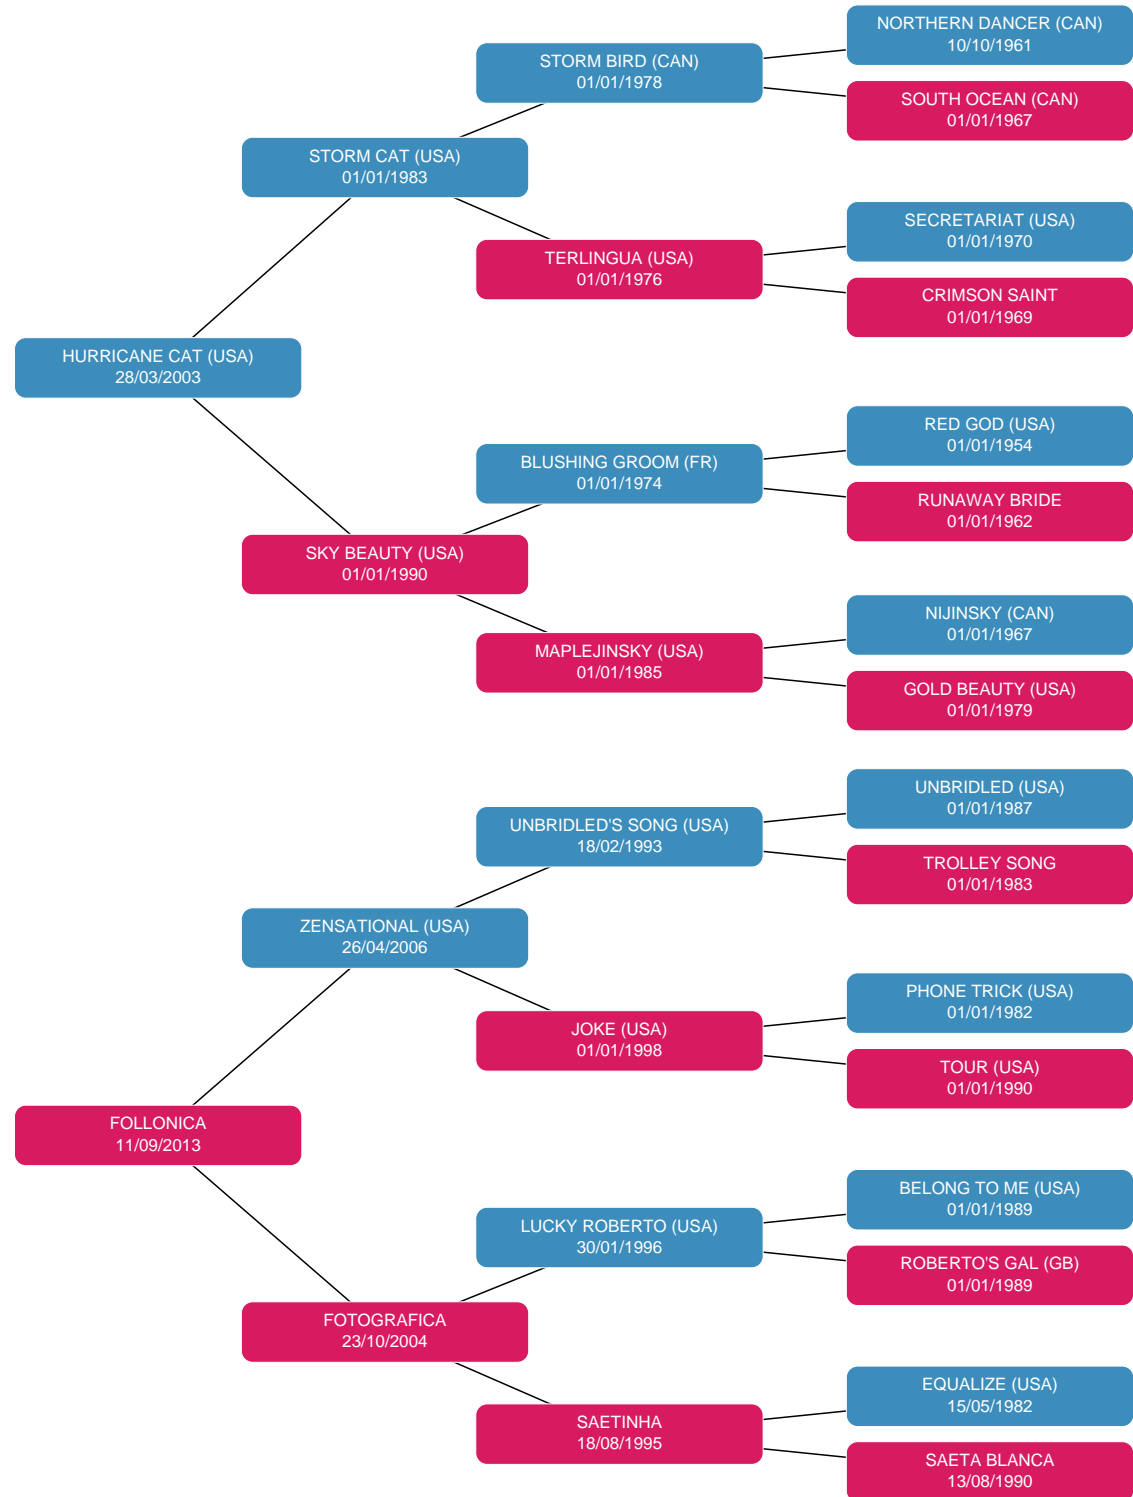 NORTHERN DANCER (CAN)
10/10/1961
STORM BIRD (CAN)
01/01/1978
SOUTH OCEAN (CAN)
01/01/1967
STORM CAT (USA)
01/01/1983
SECRETARIAT (USA)
01/01/1970
TERLINGUA (USA)
01/01/1976
CRIMSON SAINT
01/01/1969
HURRICANE CAT (USA)
28/03/2003
RED GOD (USA)
01/01/1954
BLUSHING GROOM (FR)
01/01/1974
RUNAWAY BRIDE
01/01/1962
SKY BEAUTY (USA)
01/01/1990
NIJINSKY (CAN)
01/01/1967
MAPLEJINSKY (USA)
01/01/1985
GOLD BEAUTY (USA)
01/01/1979
UNBRIDLED (USA)
01/01/1987
UNBRIDLED'S SONG (USA)
18/02/1993
TROLLEY SONG
01/01/1983
ZENSATIONAL (USA)
26/04/2006
PHONE TRICK (USA)
01/01/1982
JOKE (USA)
01/01/1998
TOUR (USA)
01/01/1990
FOLLONICA
11/09/2013
BELONG TO ME (USA)
01/01/1989
LUCKY ROBERTO (USA)
30/01/1996
ROBERTO'S GAL (GB)
01/01/1989
FOTOGRAFICA
23/10/2004
EQUALIZE (USA)
15/05/1982
SAETINHA
18/08/1995
SAETA BLANCA
13/08/1990